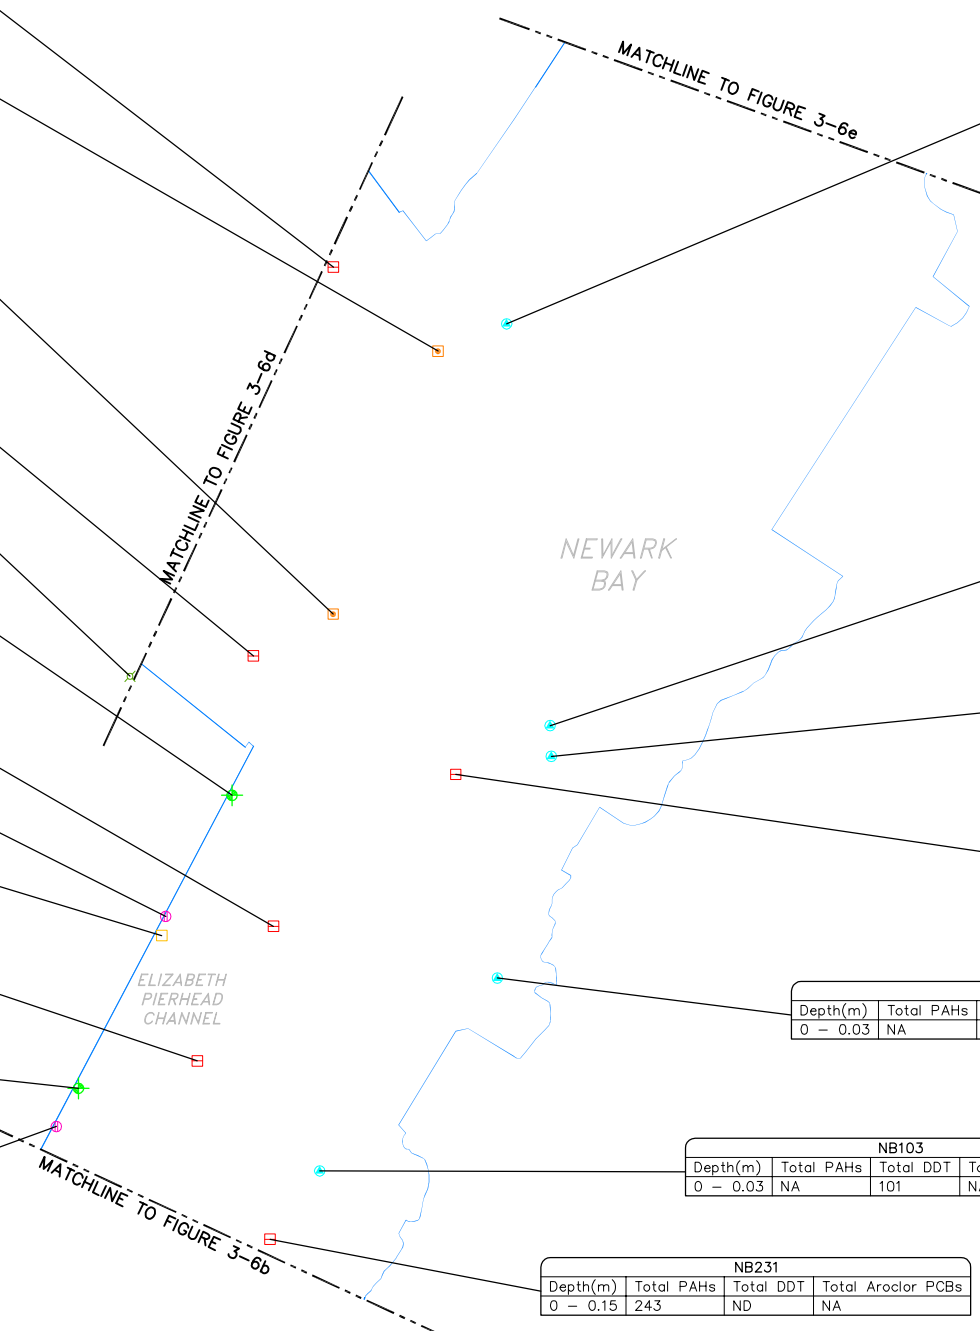 MATCHLINE TO FIGURE 3-6e
MATCHLINE TO FIGURE 3-6d
NEWARK
BAY
ELIZABETH
PIERHEAD
CHANNEL
Depth(m) Total PAHs
0 - 0.03 NA
NB103
Depth(m) Total PAHs Total DDT
0 - 0.03 NA 101
MATCHLINE TO FIGURE 3-6b
NB231
Depth(m) Total PAHs Total DDT Total Aroclor PCBs
0 - 0.15 243 ND NA